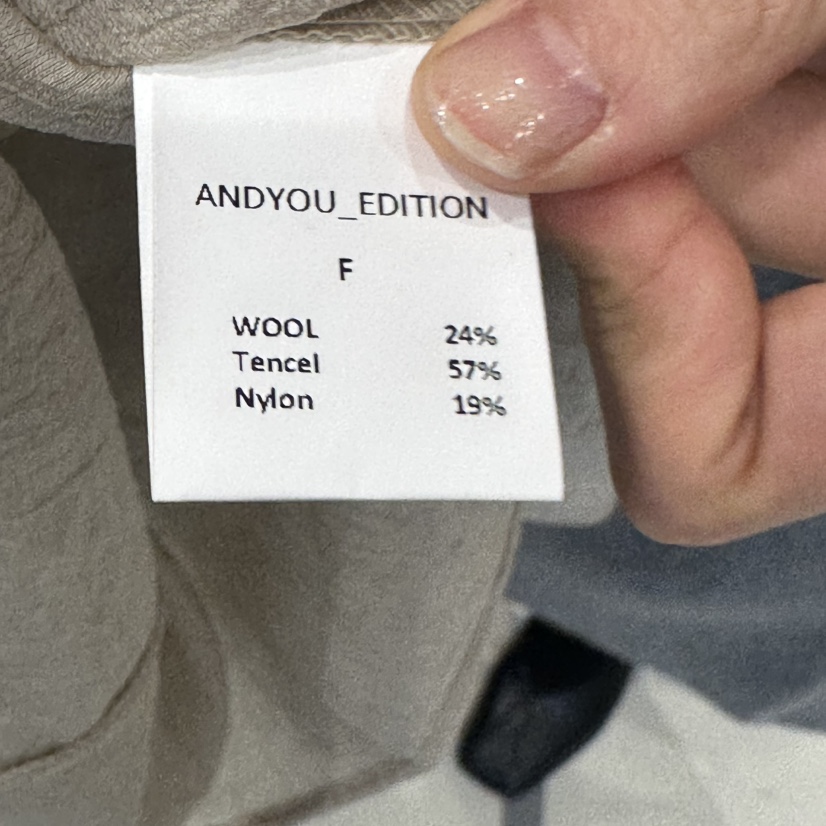 ANDYOU_EDITION
F
WOOL 24%
Tencel 57%
Nylon 19%